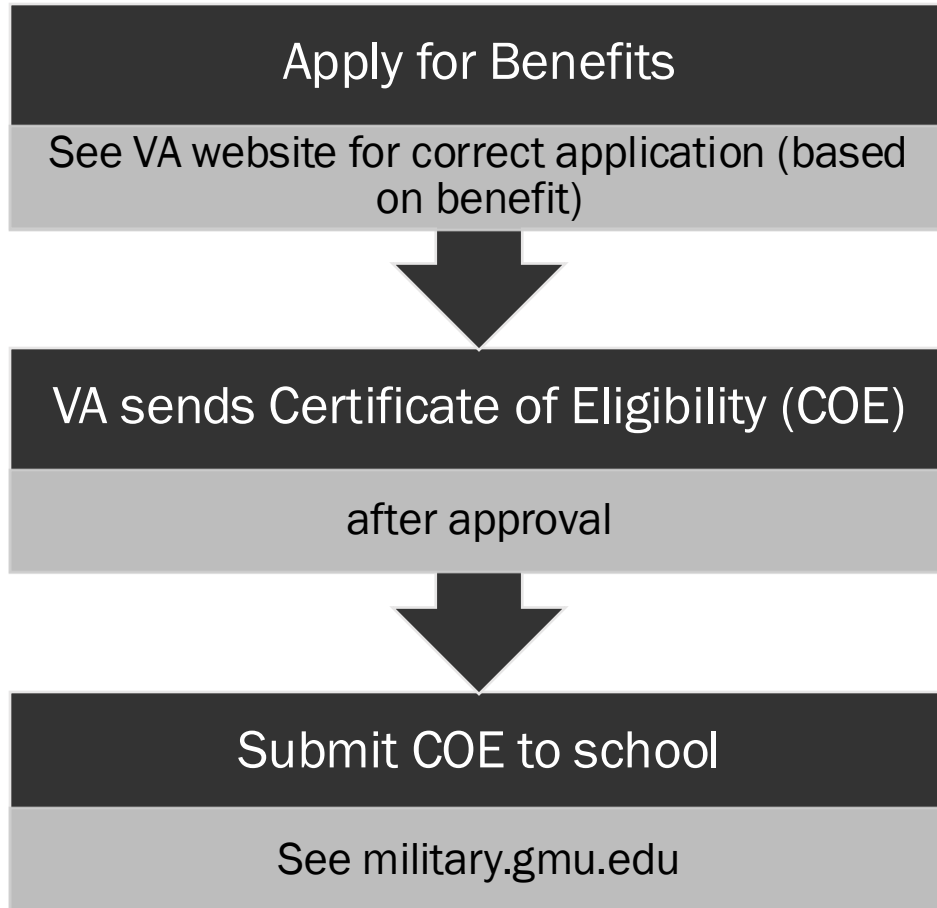 Apply for Benefits
See VA website for correct application (based
on benefit)
VA sends Certificate of Eligibility (COE)
after approval
Submit COE to school
See military.gmu.edu